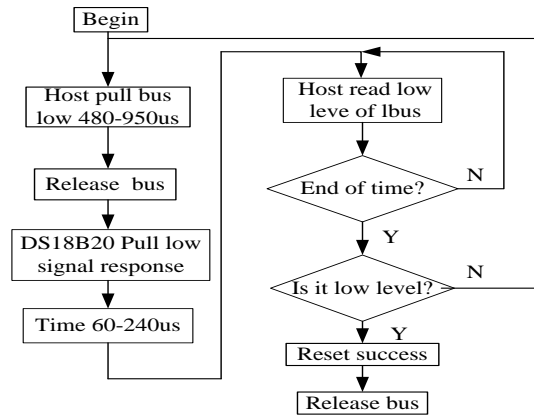 Begin
Host pull bus
low 480-950us
Release bus
DS18B20 Pull low
signal response
Time 60-240us
Host read low
leve of lbus
End of time?
N
Y
Is it low level?
N
Y
Reset success
Release bus